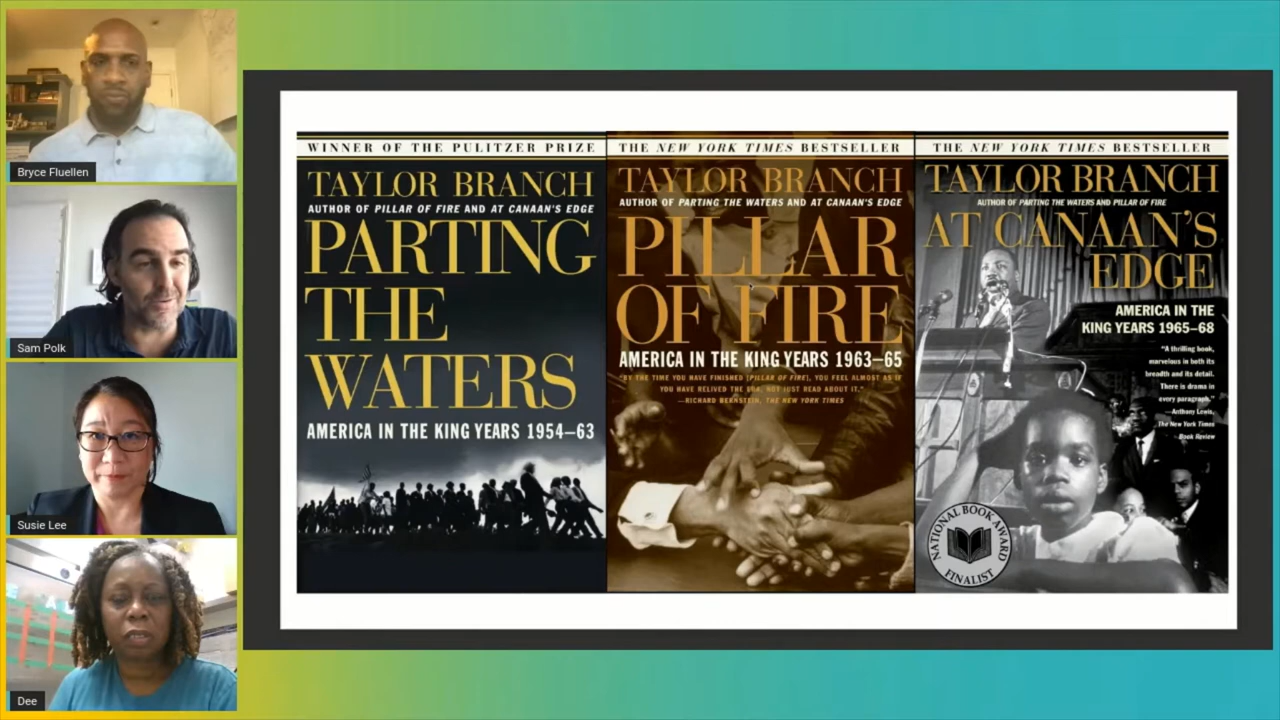 Bryce Fluellen
Sam Polk
Susie Lee
Dee
WINNER OF THE PULITZER PRIZE
TAYLOR BRANCH
AUTHOR OF PILLAR OF FIRE AND AT CANAAN'S EDGE
PARTING
THE
WATERS
AMERICA IN THE KING YEARS 1954–63
THE NEW YORK TIMES BESTSELLER
TAYLOR BRANCH
AUTHOR OF PARTING THE WATERS AND AT CANAAN'S EDGE
PILLAR
OF FIRE
AMERICA IN THE KING YEARS 1963–65
"BY THE TIME YOU HAVE FINISHED [PILLAR OF FIRE], YOU FEEL ALMOST AS IF
YOU HAVE RELIVED THE ERA, NOT JUST READ ABOUT IT."
—RICHARD BERNSTEIN, THE NEW YORK TIMES
THE NEW YORK TIMES BESTSELLER
TAYLOR BRANCH
AUTHOR OF PARTING THE WATERS AND PILLAR OF FIRE
AT CANAAN'S
EDGE
AMERICA IN THE
KING YEARS 1965–68
"A thrilling book,
marvelous in both its
breadth and its detail.
There is drama in
every paragraph."
—Anthony Lewis,
The New York Times
Book Review
NATIONAL BOOK AWARD
FINALIST